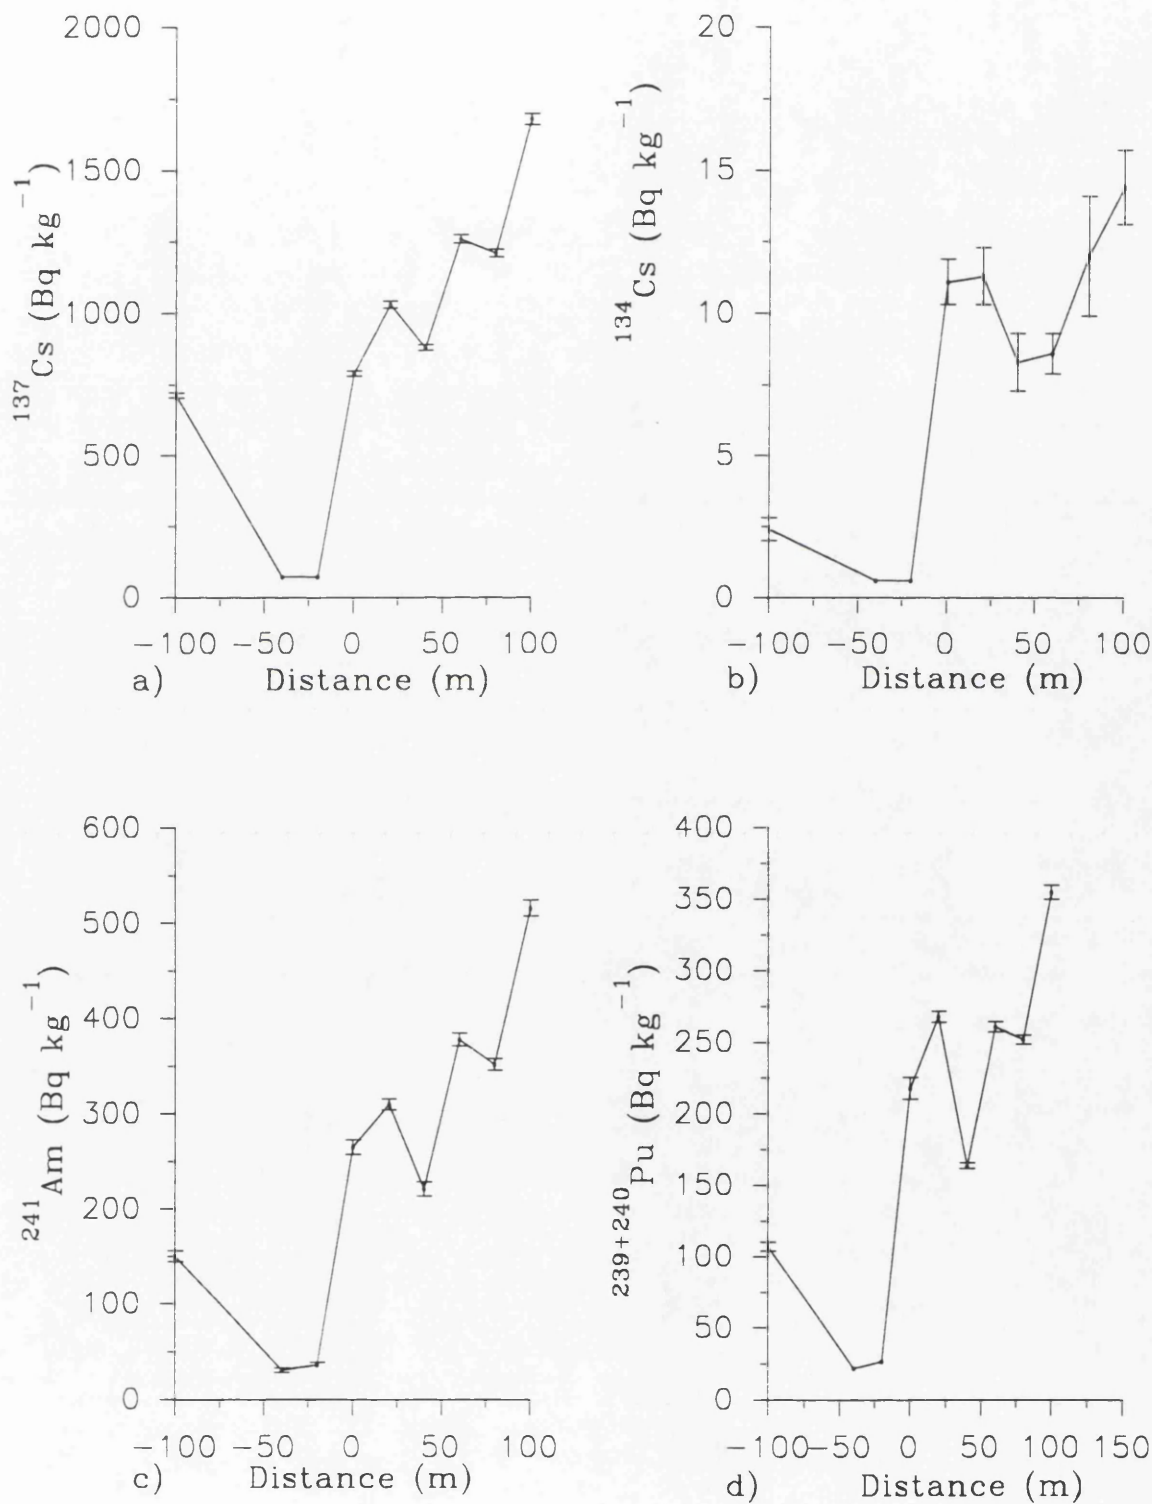 2000
1500
1000
500
0
137Cs (Bq kg−1)
−100 −50 0 50 100
a) Distance (m)
20
15
10
5
0
134Cs (Bq kg−1)
−100 −50 0 50 100
b) Distance (m)
600
500
400
300
200
100
0
241Am (Bq kg−1)
−100 −50 0 50 100
c) Distance (m)
400
350
300
250
200
150
100
50
0
239+240Pu (Bq kg−1)
−100 −50 0 50 100 150
d) Distance (m)